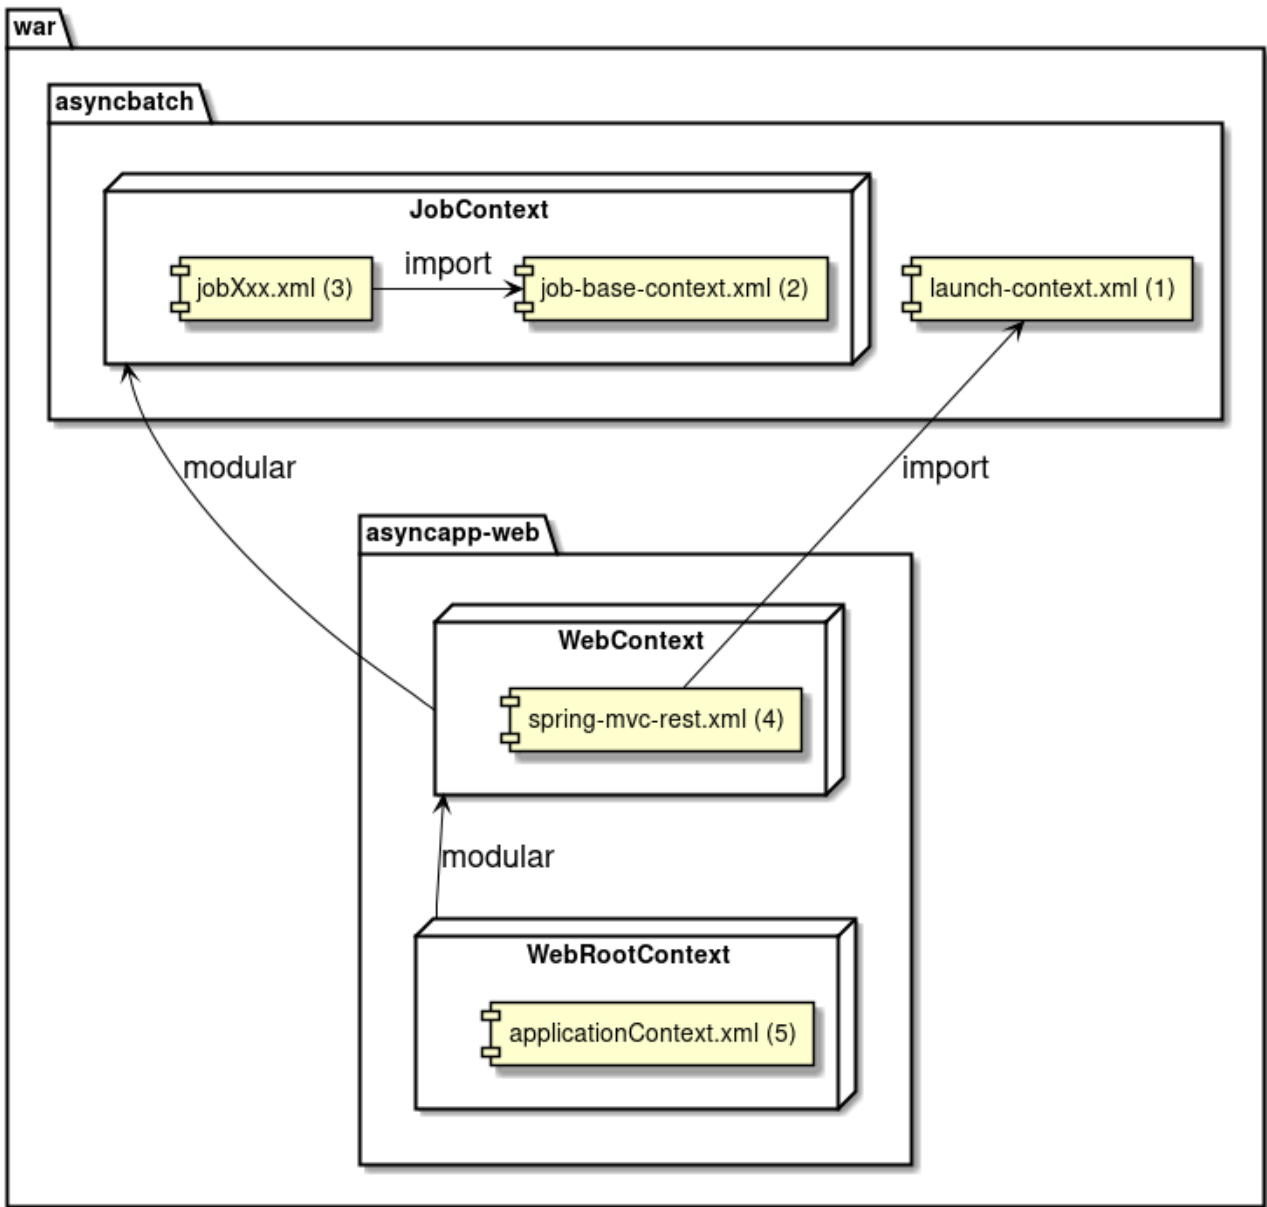 war
asyncbatch
JobContext
jobXxx.xml (3)
import
job-base-context.xml (2)
launch-context.xml (1)
modular
import
asyncapp-web
WebContext
spring-mvc-rest.xml (4)
modular
WebRootContext
applicationContext.xml (5)